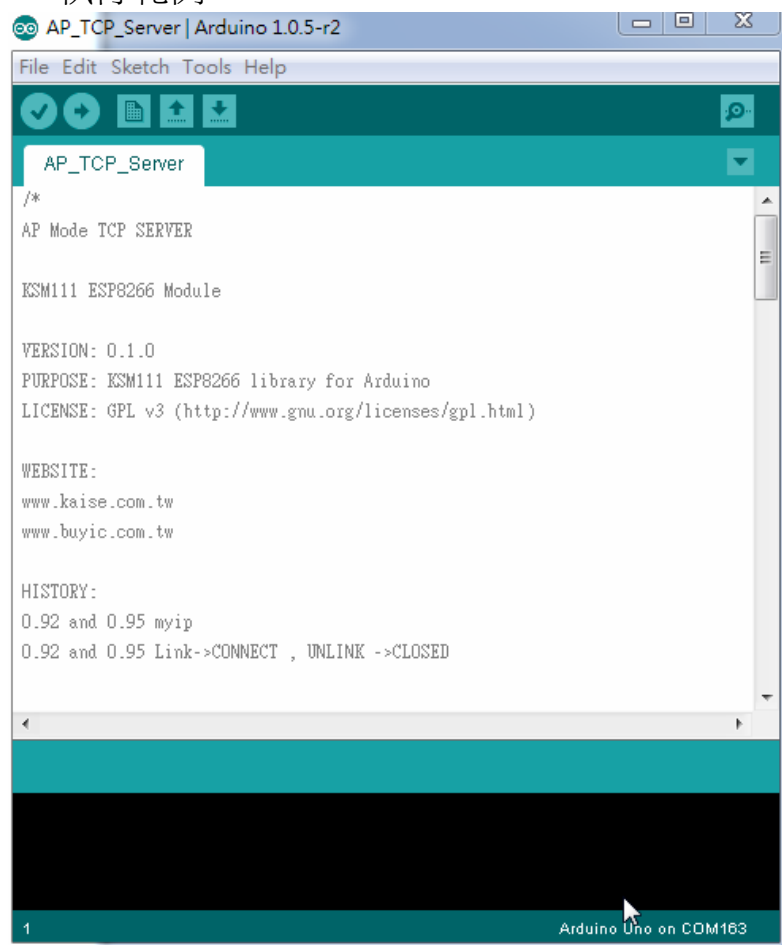 AP_TCP_Server | Arduino 1.0.5-r2
File Edit Sketch Tools Help
AP_TCP_Server
/*
AP Mode TCP SERVER
KSM111 ESP8266 Module
VERSION: 0.1.0
PURPOSE: KSM111 ESP8266 library for Arduino
LICENSE: GPL v3 (http://www.gnu.org/licenses/gpl.html)
WEBSITE:
www.kaise.com.tw
www.buyic.com.tw
HISTORY:
0.92 and 0.95 myip
0.92 and 0.95 Link->CONNECT , UNLINK ->CLOSED
1
Arduino Uno on COM163